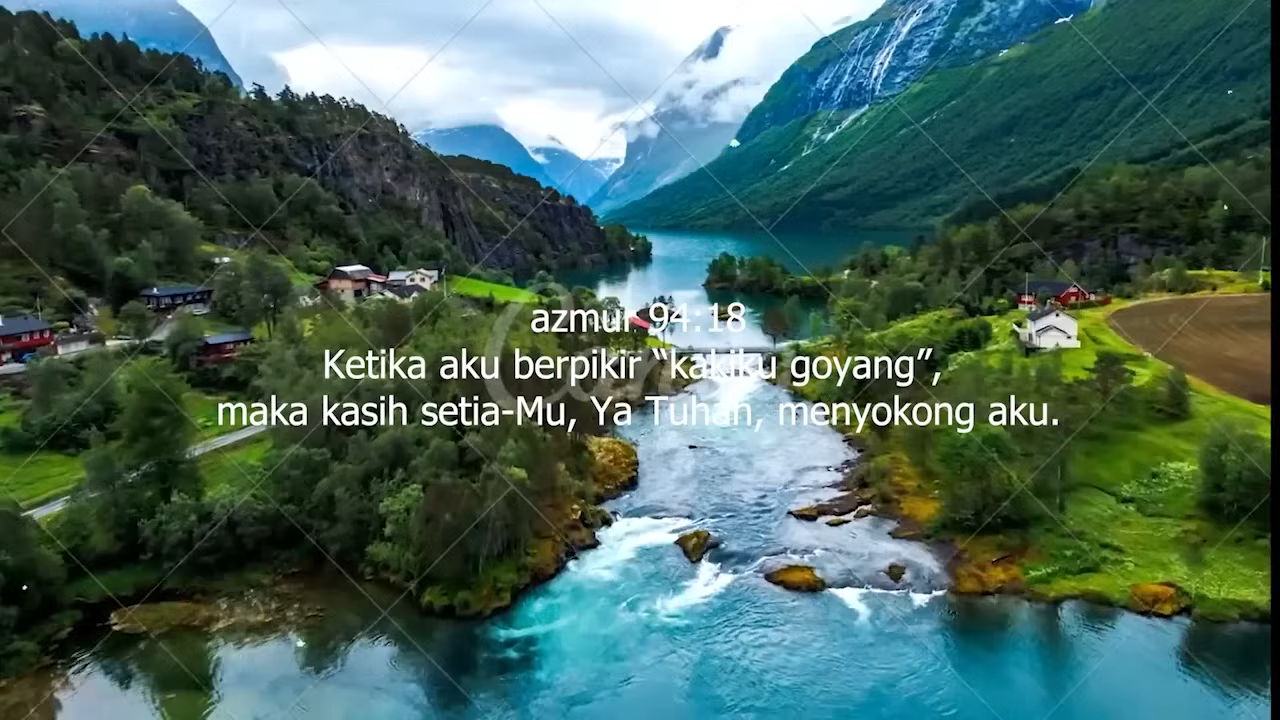 azmur 94:18
Ketika aku berpikir “kakiku goyang”,
maka kasih setia-Mu, Ya Tuhan, menyokong aku.